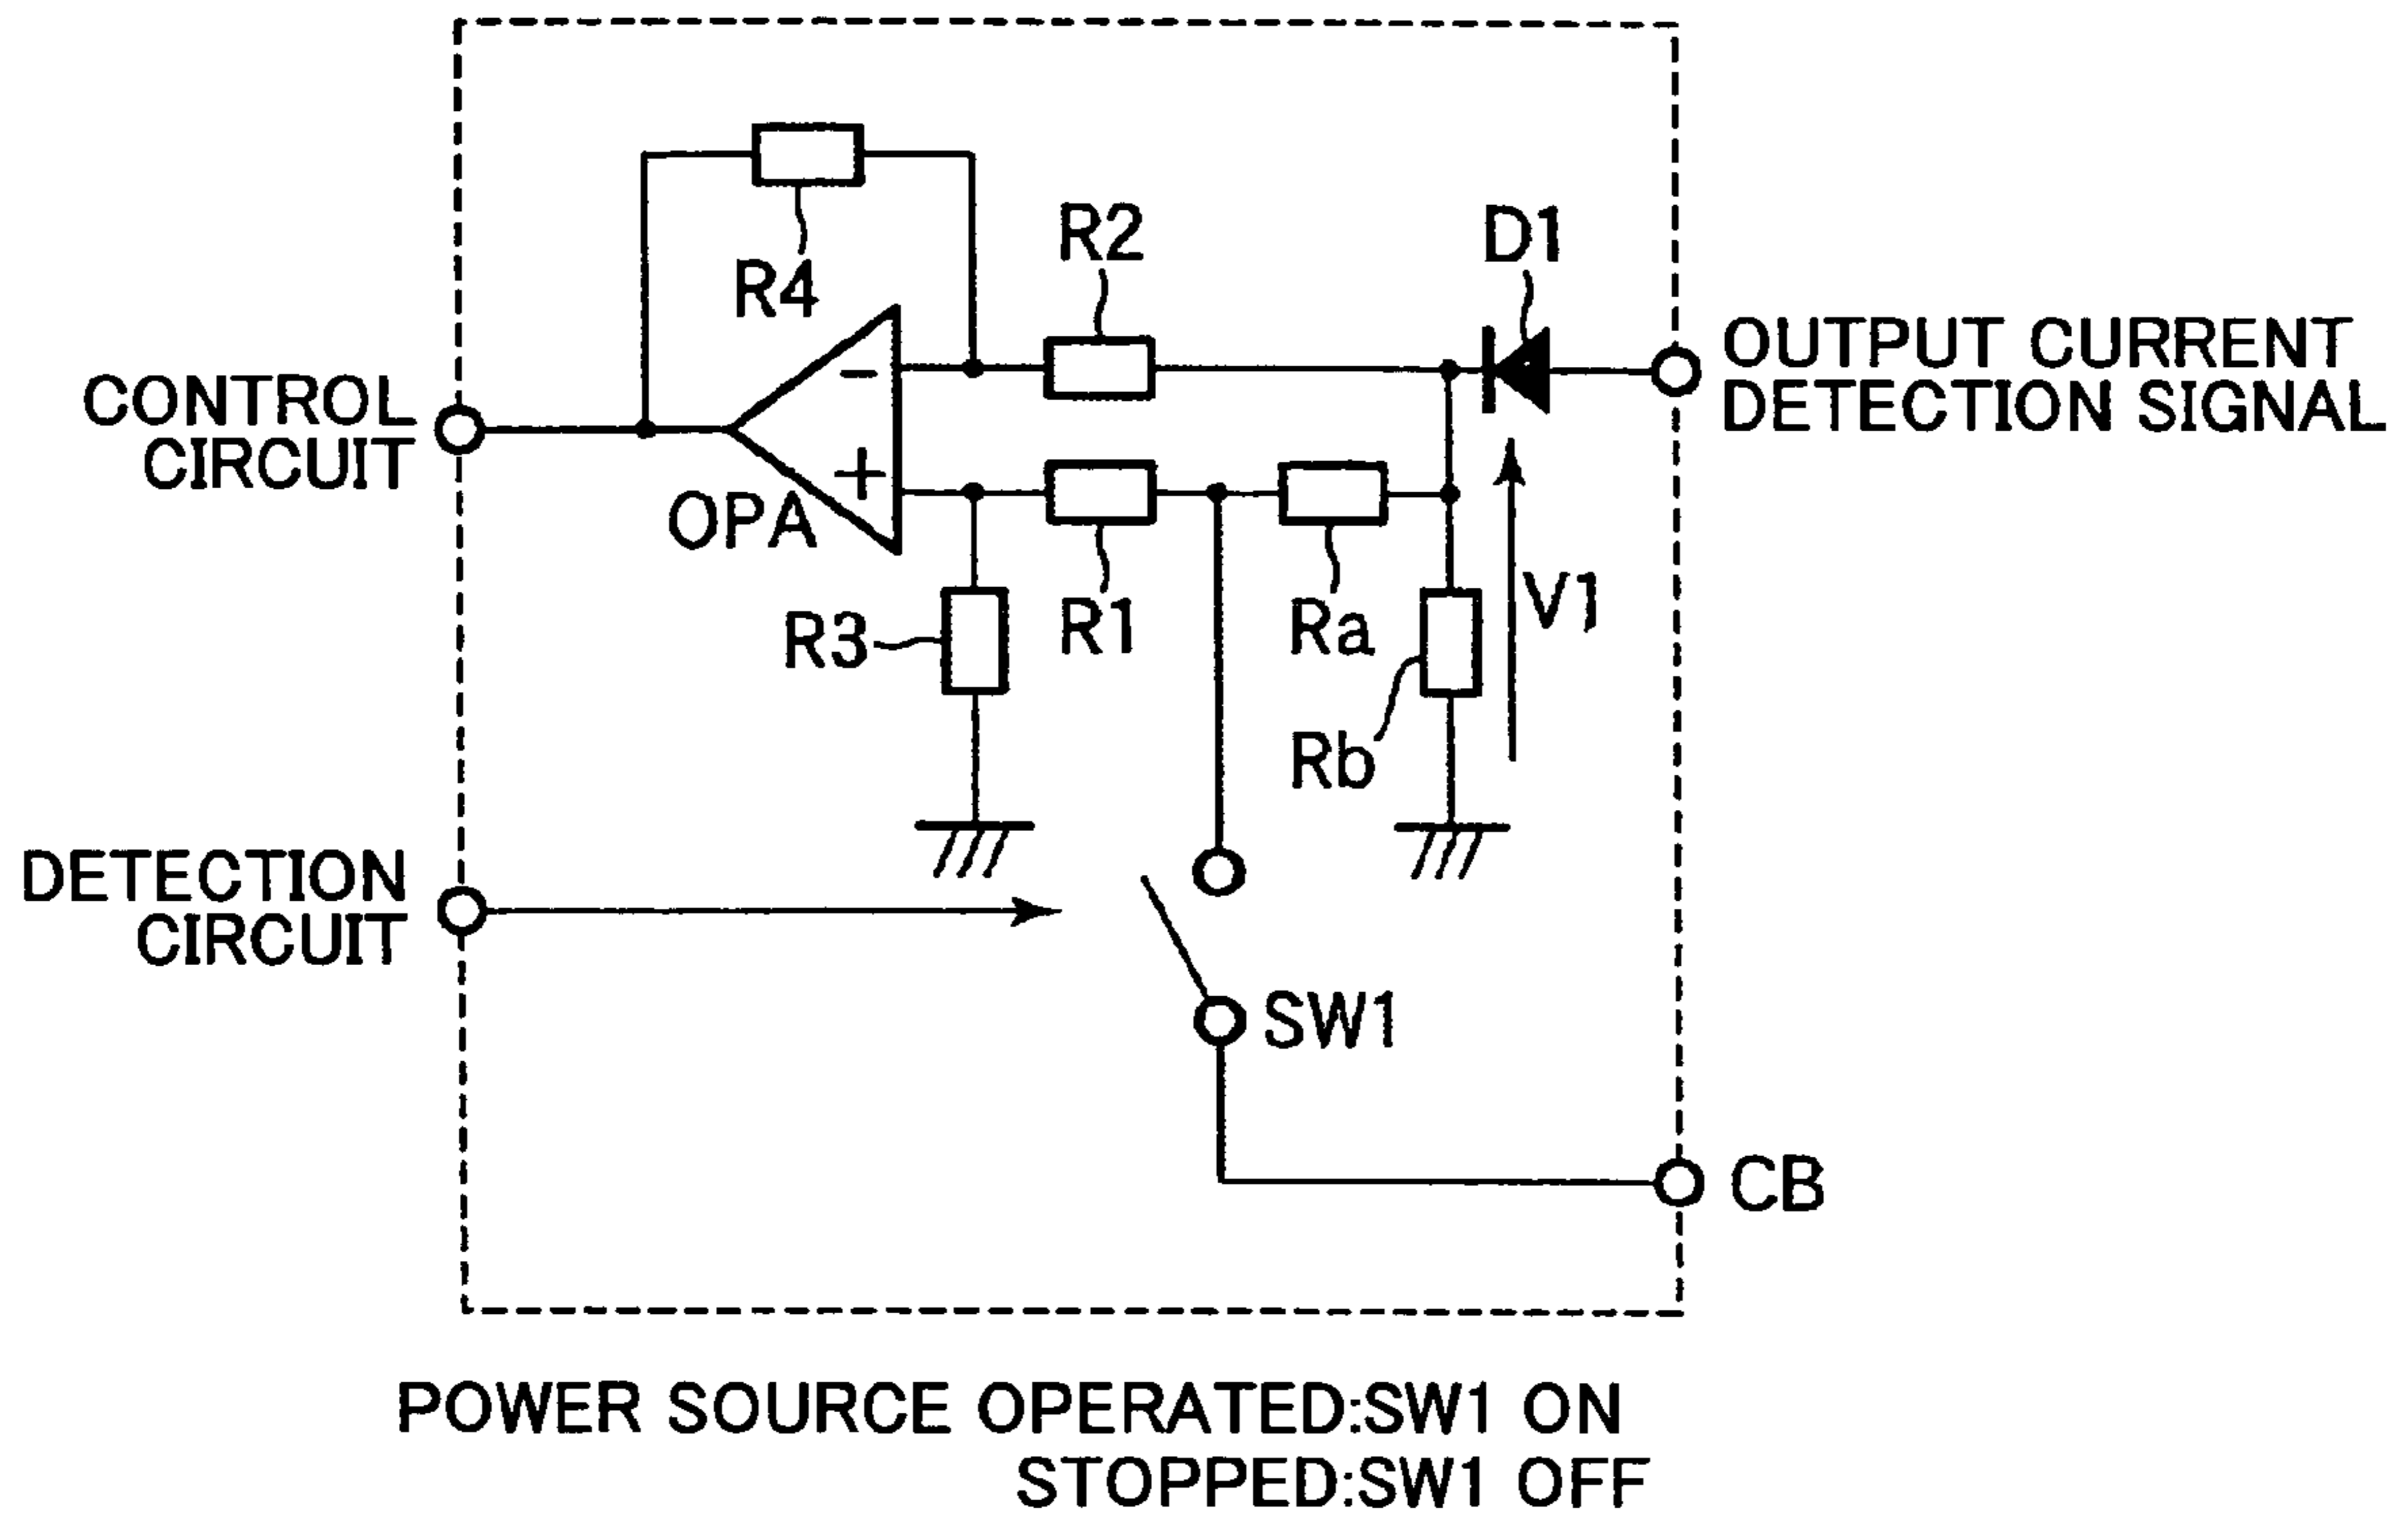 R4
R2
D1
OUTPUT CURRENT
DETECTION SIGNAL
CONTROL
CIRCUIT
-
+
OPA
R3
R1
Ra
V1
Rb
DETECTION
CIRCUIT
SW1
CB
POWER SOURCE OPERATED:SW1 ON
STOPPED:SW1 OFF